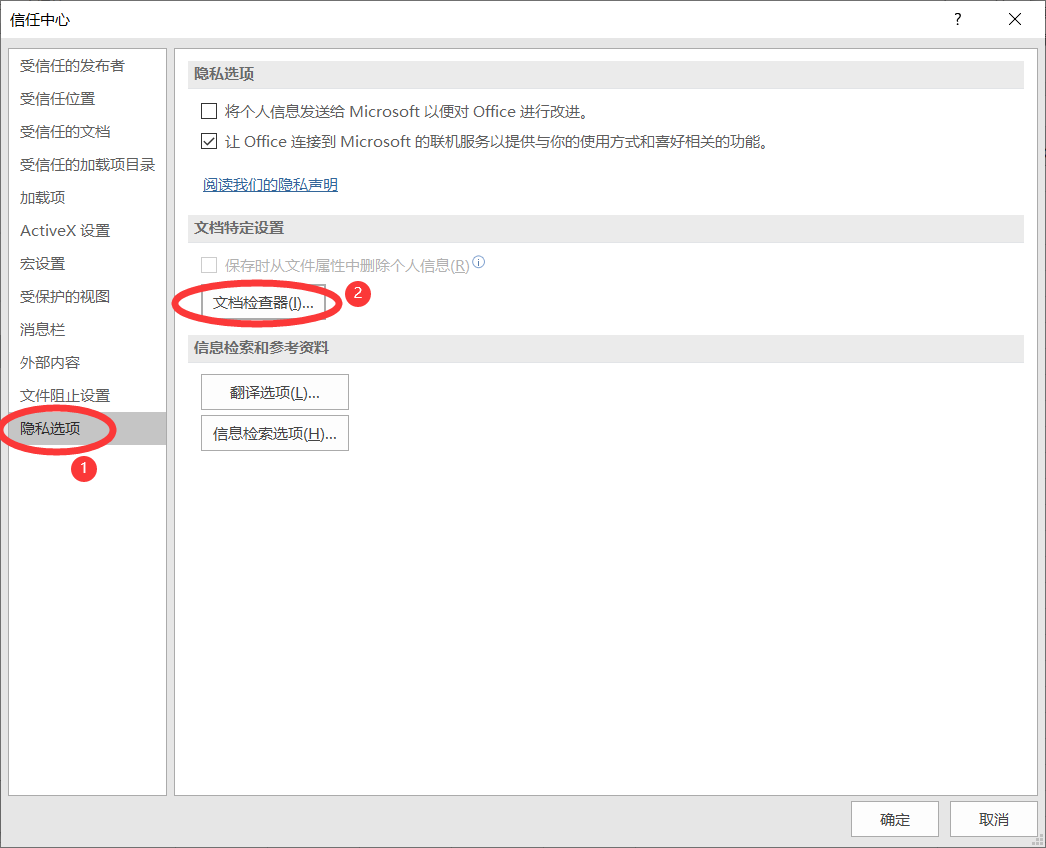 信任中心
?
受信任的发布者
受信任位置
受信任的文档
受信任的加载项目录
加载项
ActiveX 设置
宏设置
受保护的视图
消息栏
外部内容
文件阻止设置
隐私选项
1
隐私选项
将个人信息发送给 Microsoft 以便对 Office 进行改进。
让 Office 连接到 Microsoft 的联机服务以提供与你的使用方式和喜好相关的功能。
阅读我们的隐私声明
文档特定设置
保存时从文件属性中删除个人信息(R)
文档检查器(I)...
2
信息检索和参考资料
翻译选项(L)...
信息检索选项(H)...
确定
取消